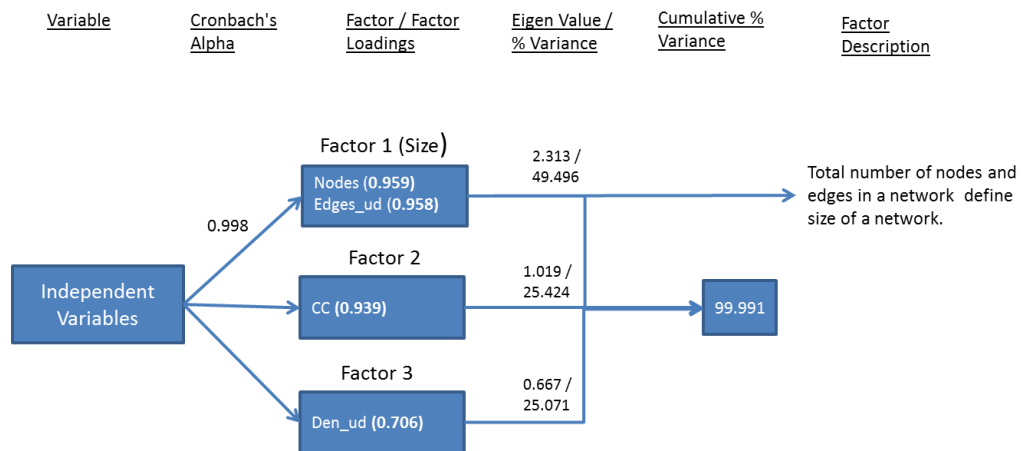 Variable
Cronbach's
Alpha
Factor / Factor
Loadings
Eigen Value /
% Variance
Cumulative %
Variance
Factor
Description
Factor 1 (Size)
Nodes (0.959)
Edges_ud (0.958)
2.313 /
49.496
Total number of nodes and
edges in a network define
size of a network.
0.998
Independent
Variables
Factor 2
CC (0.939)
1.019 /
25.424
99.991
Factor 3
Den_ud (0.706)
0.667 /
25.071